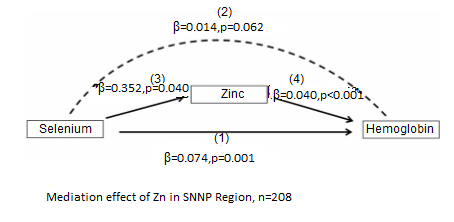 (2)
β=0.014,p=0.062
(3)
β=0.352,p=0.040
(4)
Zinc
β=0.040,p<0.001
Selenium
Hemoglobin
(1)
β=0.074,p=0.001
Mediation effect of Zn in SNNP Region, n=208